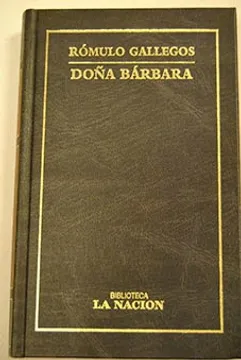 RÓMULO GALLEGOS
DOÑA BÁRBARA
BIBLIOTECA
LA NACION